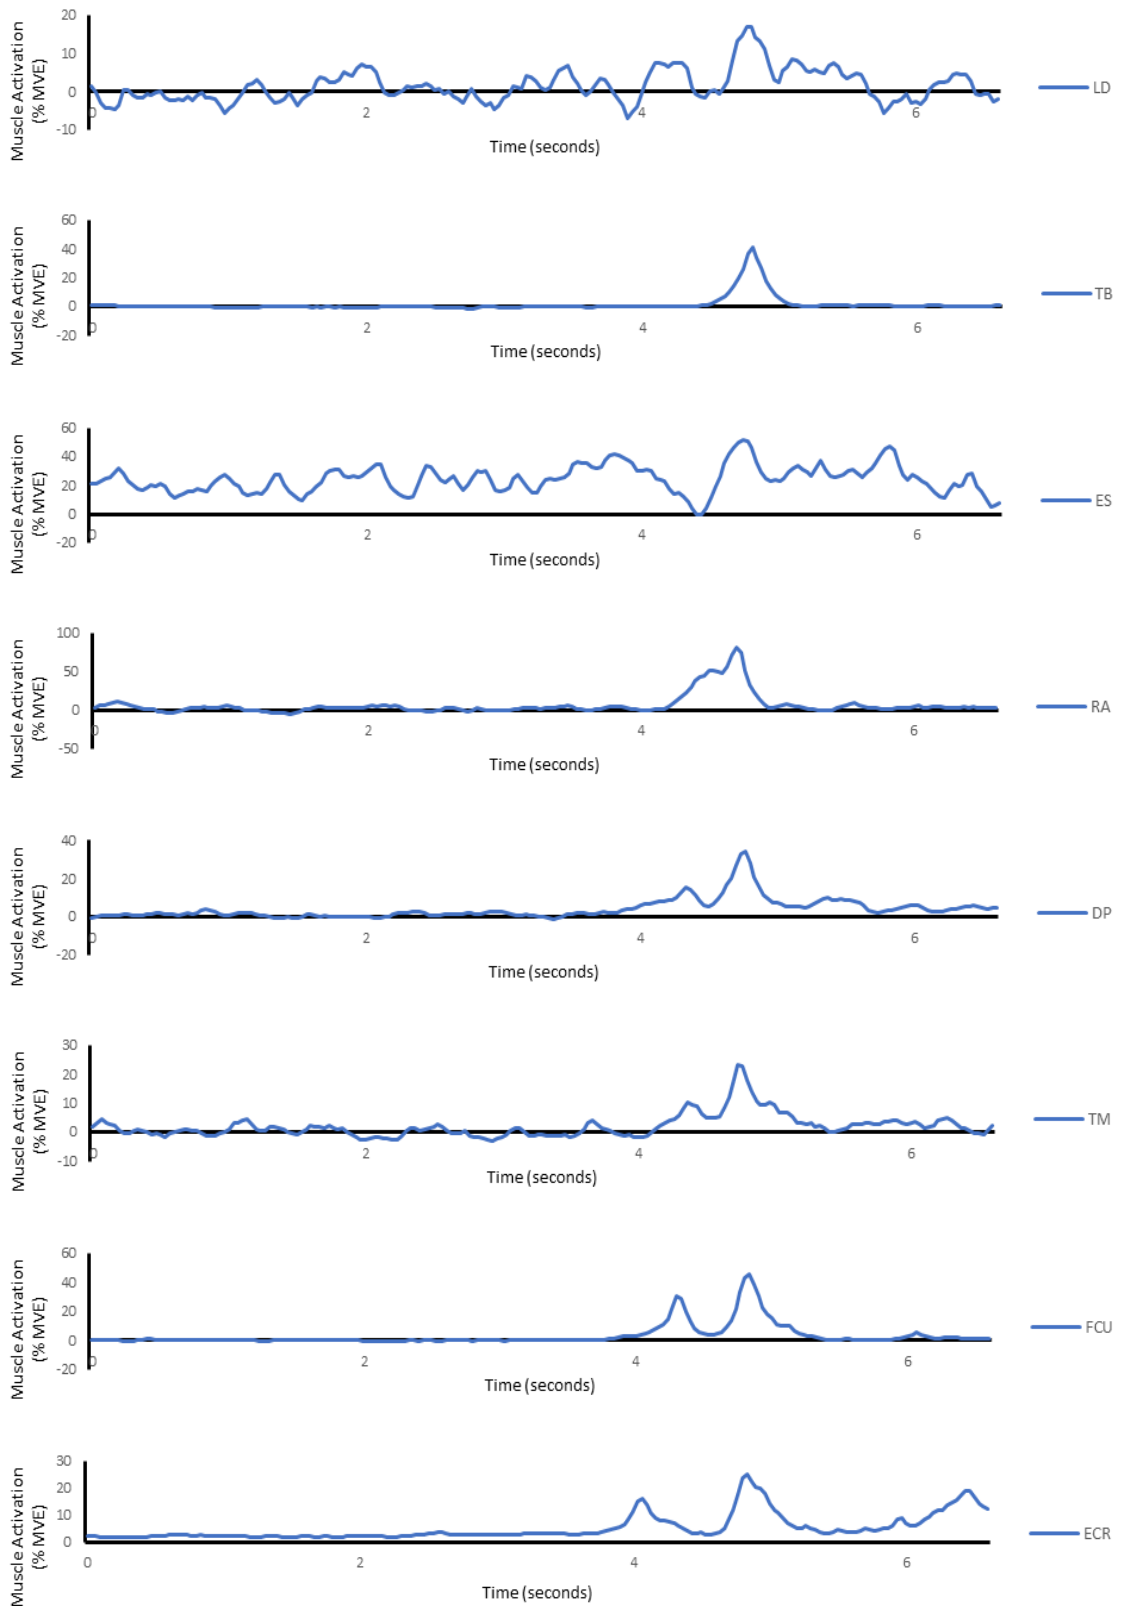 Muscle Activation
(% MVE)
20
10
0
-10
0
2
4
6
Time (seconds)
LD
Muscle Activation
(% MVE)
60
40
20
0
-20
0
2
4
6
Time (seconds)
TB
Muscle Activation
(% MVE)
60
40
20
0
-20
0
2
4
6
Time (seconds)
ES
Muscle Activation
(% MVE)
100
50
0
-50
0
2
4
6
Time (seconds)
RA
Muscle Activation
(% MVE)
40
20
0
-20
0
2
4
6
Time (seconds)
DP
Muscle Activation
(% MVE)
30
20
10
0
-10
0
2
4
6
Time (seconds)
TM
Muscle Activation
(% MVE)
60
40
20
0
-20
0
2
4
6
Time (seconds)
FCU
Muscle Activation
(% MVE)
30
20
10
0
0
2
4
6
Time (seconds)
ECR